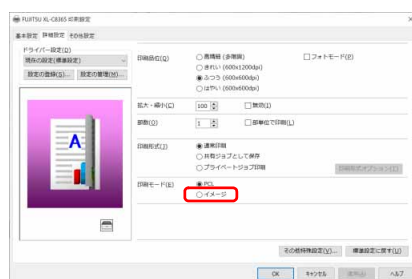 FUJITSU XL-C8365 印刷設定
基本設定 詳細設定 その他設定
ドライバー設定(D)
現在の設定(標準設定)
設定の登録(S)... 設定の管理(M)...
A
印刷品位(Q)
高精細 (多階調)
きれい (600x1200dpi)
ふつう (600x600dpi)
はやい (600x600dpi)
フォトモード(P)
拡大・縮小(C) 100 無効(I)
部数(O) 1 部単位で印刷(L)
印刷形式(J)
通常印刷
共有ジョブとして保存
プライベートジョブ印刷
印刷形式オプション(T)
印刷モード(E)
PCL
イメージ
その他特殊設定(V)... 標準設定に戻す(U)
OK キャンセル ヘルプ